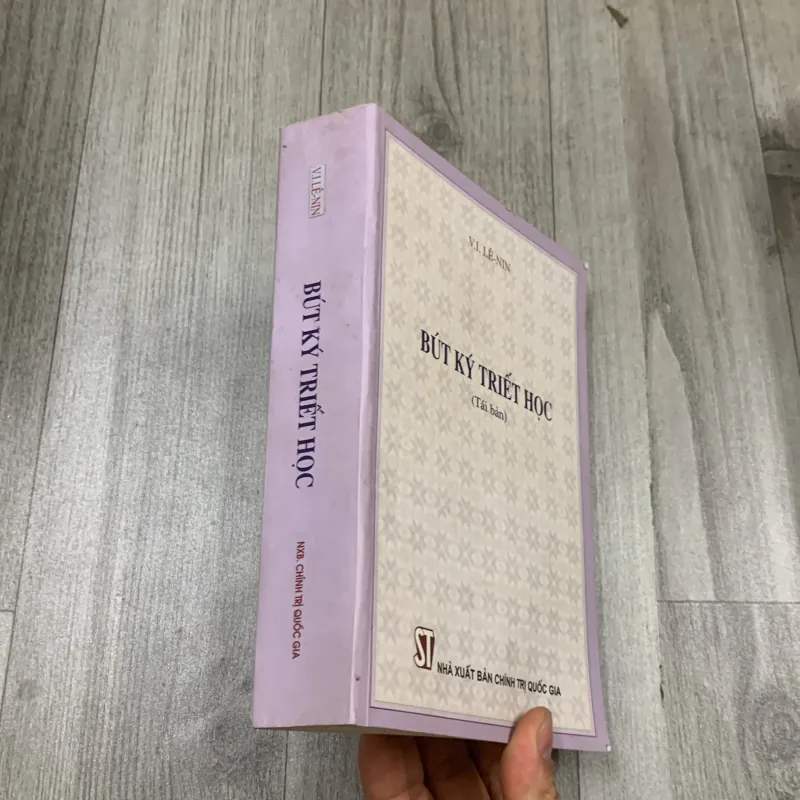 V.I. LÊ-NIN
BÚT KÝ TRIẾT HỌC
NXB. CHÍNH TRỊ QUỐC GIA
V.I. LÊ-NIN
BÚT KÝ TRIẾT HỌC
(Tái bản)
ST
NHÀ XUẤT BẢN CHÍNH TRỊ QUỐC GIA